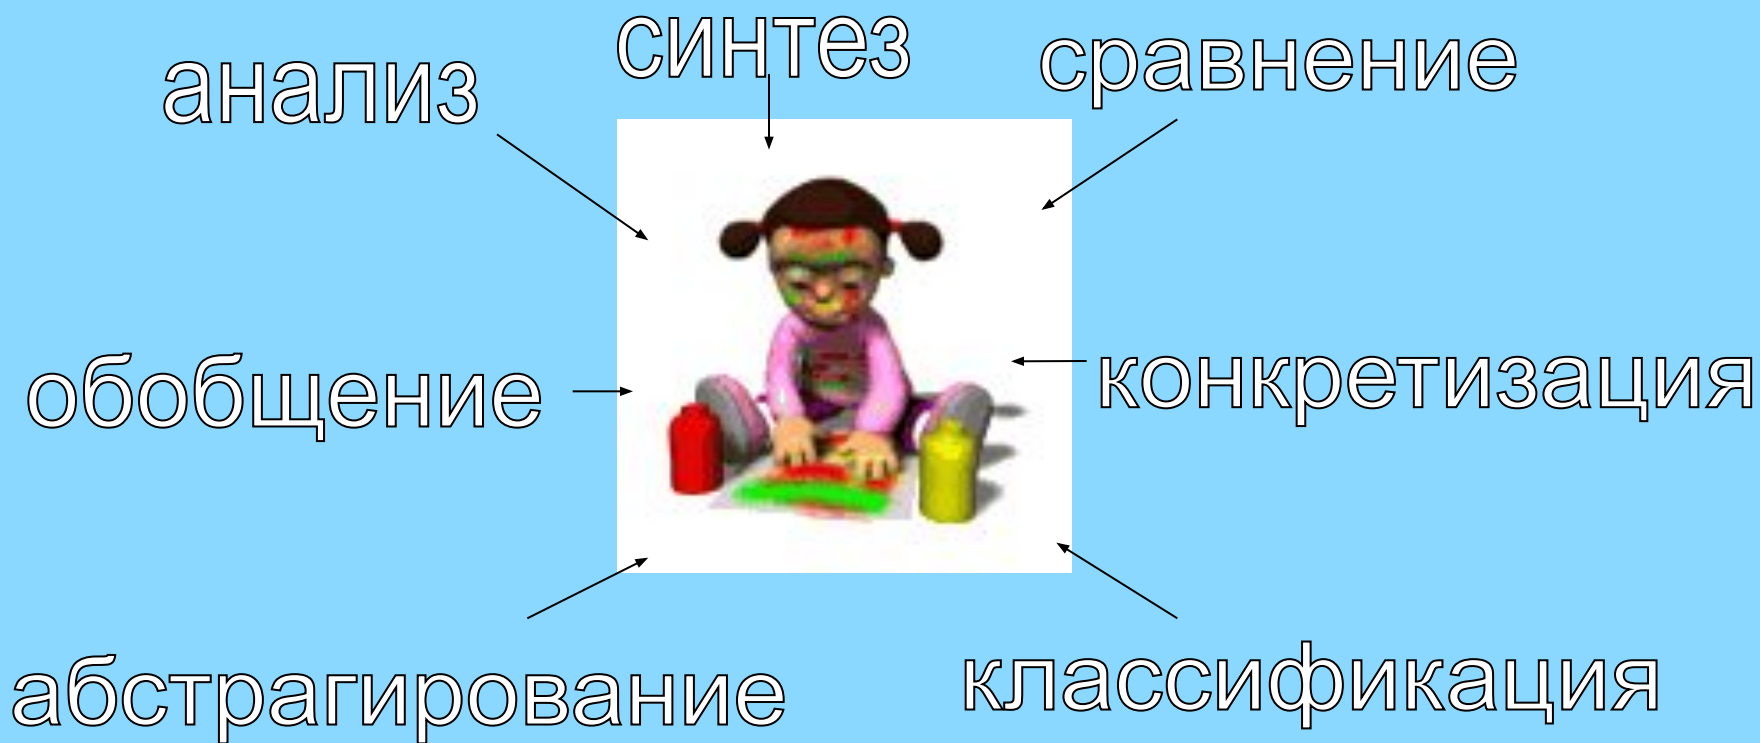 синтез
анализ
сравнение
обобщение
конкретизация
абстрагирование
классификация